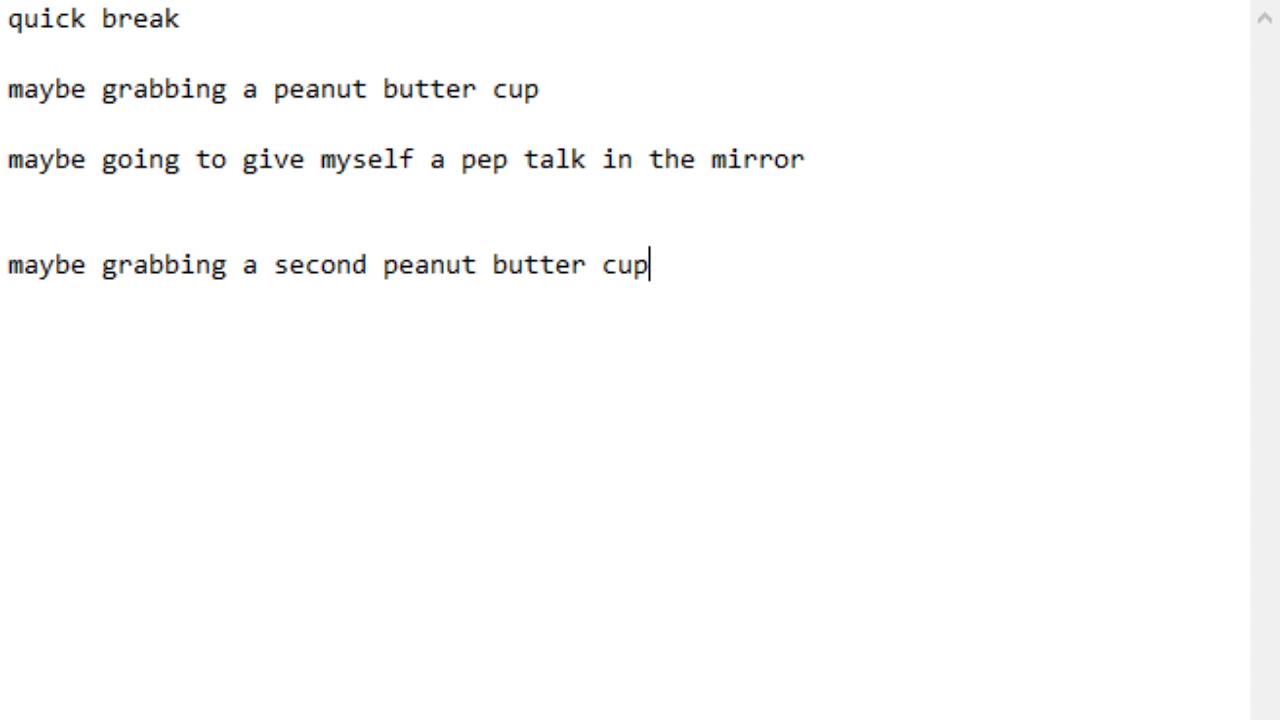 quick break
maybe grabbing a peanut butter cup
maybe going to give myself a pep talk in the mirror
maybe grabbing a second peanut butter cup